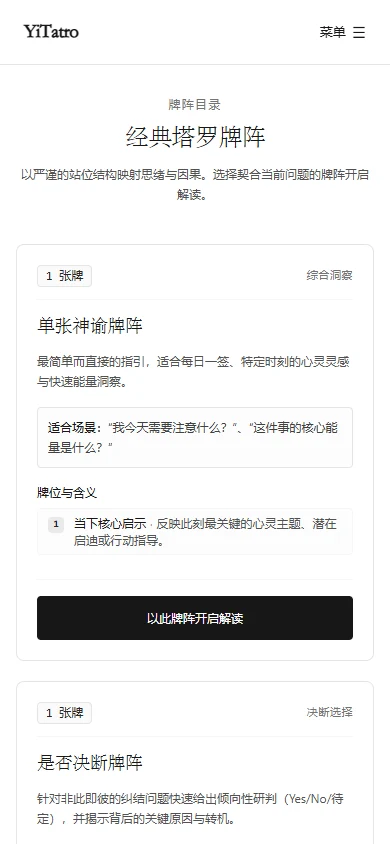 YiTatro
菜单
牌阵目录
经典塔罗牌阵
以严谨的站位结构映射思绪与因果。选择契合当前问题的牌阵开启
解读。
1 张牌
综合洞察
单张神谕牌阵
最简单而直接的指引，适合每日一签、特定时刻的心灵灵感
与快速能量洞察。
适合场景：“我今天需要注意什么？”、“这件事的核心能
量是什么？”
牌位与含义
1 当下核心启示 · 反映此刻最关键的心灵主题、潜在
启迪或行动指导。
以此牌阵开启解读
1 张牌
决断选择
是否决断牌阵
针对非此即彼的纠结问题快速给出倾向性研判（Yes/No/待
定），并揭示背后的关键原因与转机。